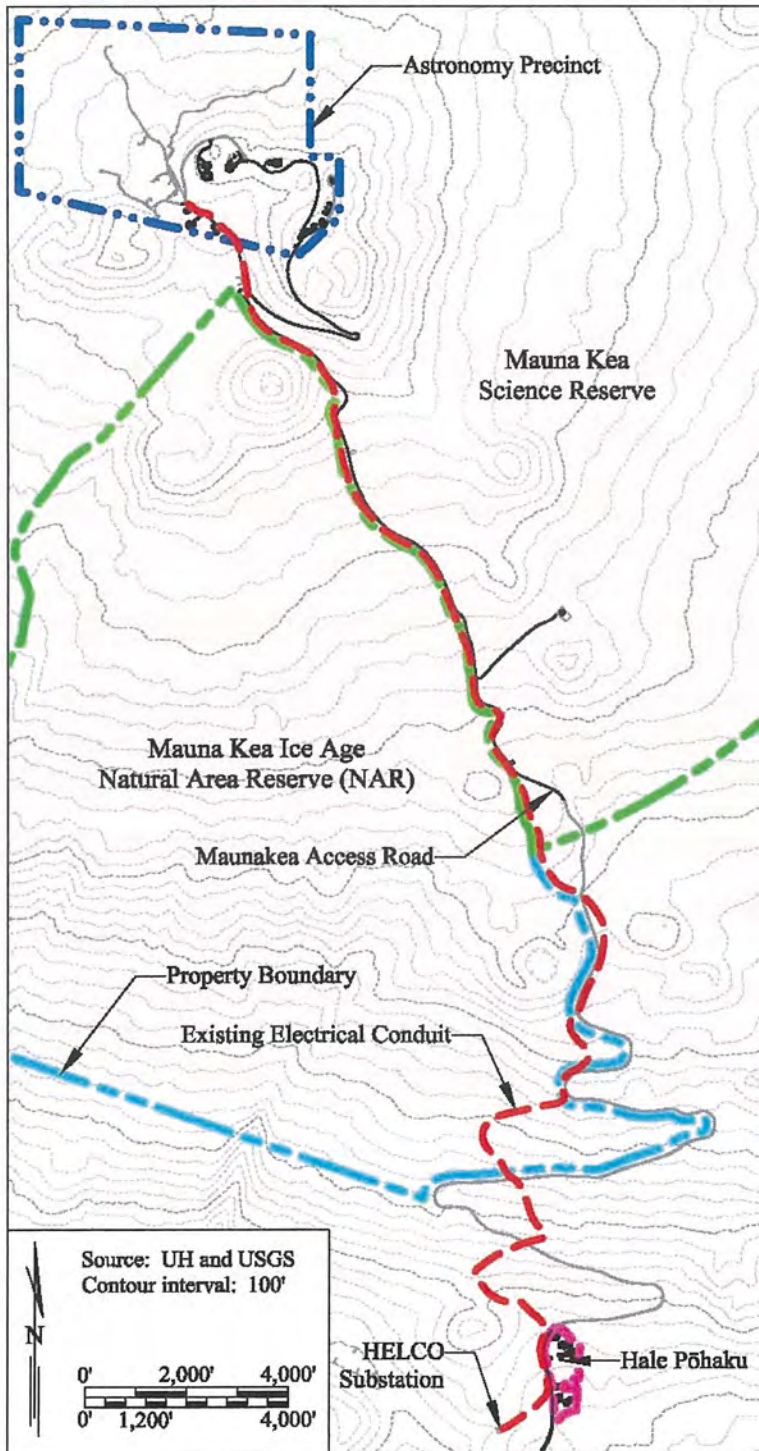 Astronomy Precinct
Mauna Kea
Science Reserve
Mauna Kea Ice Age
Natural Area Reserve (NAR)
Maunakea Access Road
Property Boundary
Existing Electrical Conduit
Source: UH and USGS
Contour interval: 100'
N
0' 2,000' 4,000'
0' 1,200' 4,000'
HELCO
Substation
Hale Pōhaku